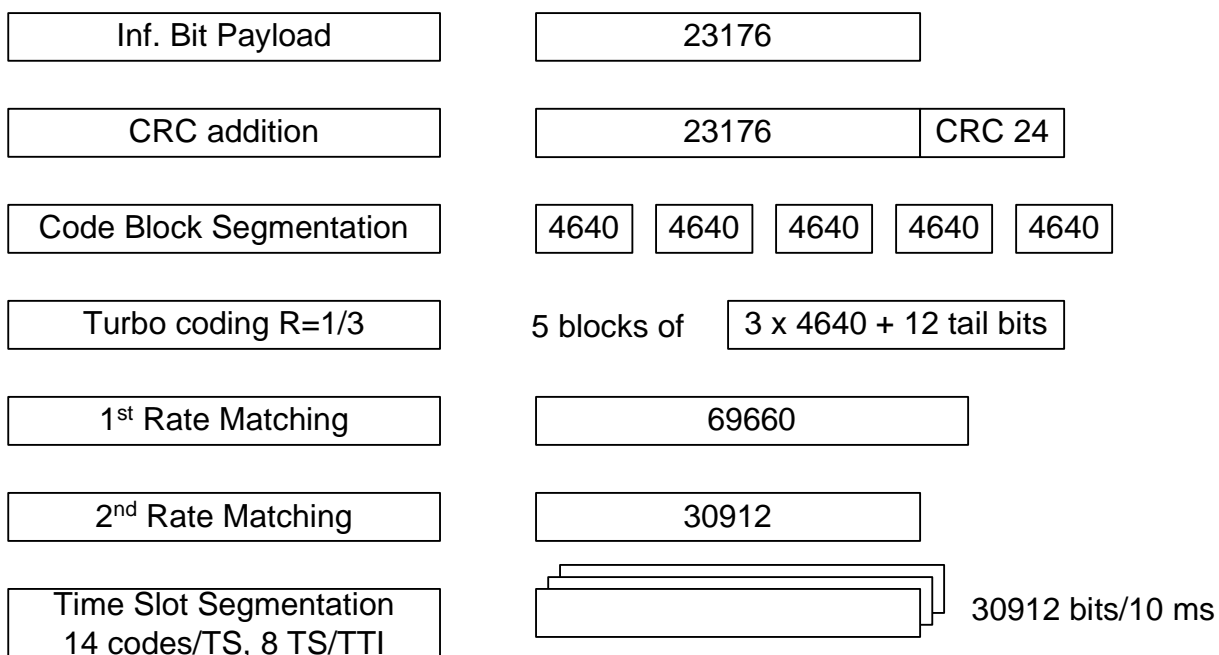 Inf. Bit Payload 23176
CRC addition 23176 CRC 24
Code Block Segmentation 4640 4640 4640 4640 4640
Turbo coding R=1/3 5 blocks of 3 x 4640 + 12 tail bits
1st Rate Matching 69660
2nd Rate Matching 30912
Time Slot Segmentation
14 codes/TS, 8 TS/TTI
30912 bits/10 ms